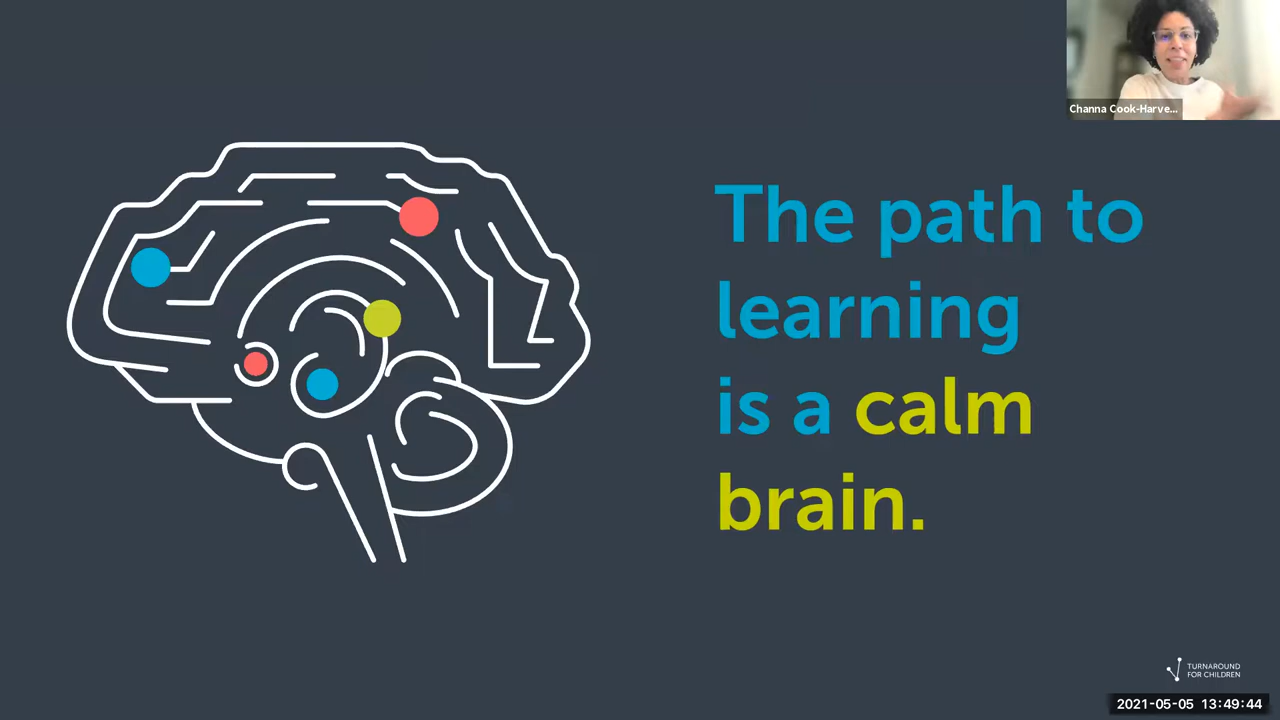 Channa Cook-Harve...
The path to
learning
is a calm
brain.
TURNAROUND
FOR CHILDREN
2021-05-05 13:49:44